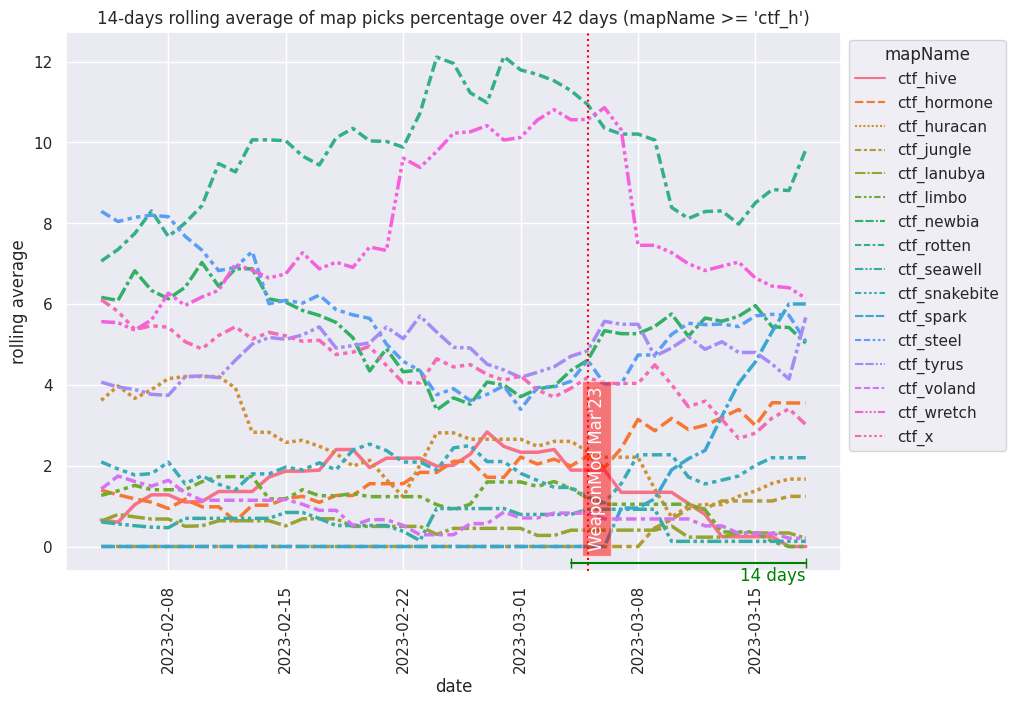 14-days rolling average of map picks percentage over 42 days (mapName >= 'ctf_h')
12
10
8
6
4
2
0
rolling average
2023-02-08
2023-02-15
2023-02-22
2023-03-01
2023-03-08
2023-03-15
date
WeaponMod Mar'23
14 days
mapName
ctf_hive
ctf_hormone
ctf_huracan
ctf_jungle
ctf_lanubya
ctf_limbo
ctf_newbia
ctf_rotten
ctf_seawell
ctf_snakebite
ctf_spark
ctf_steel
ctf_tyrus
ctf_voland
ctf_wretch
ctf_x